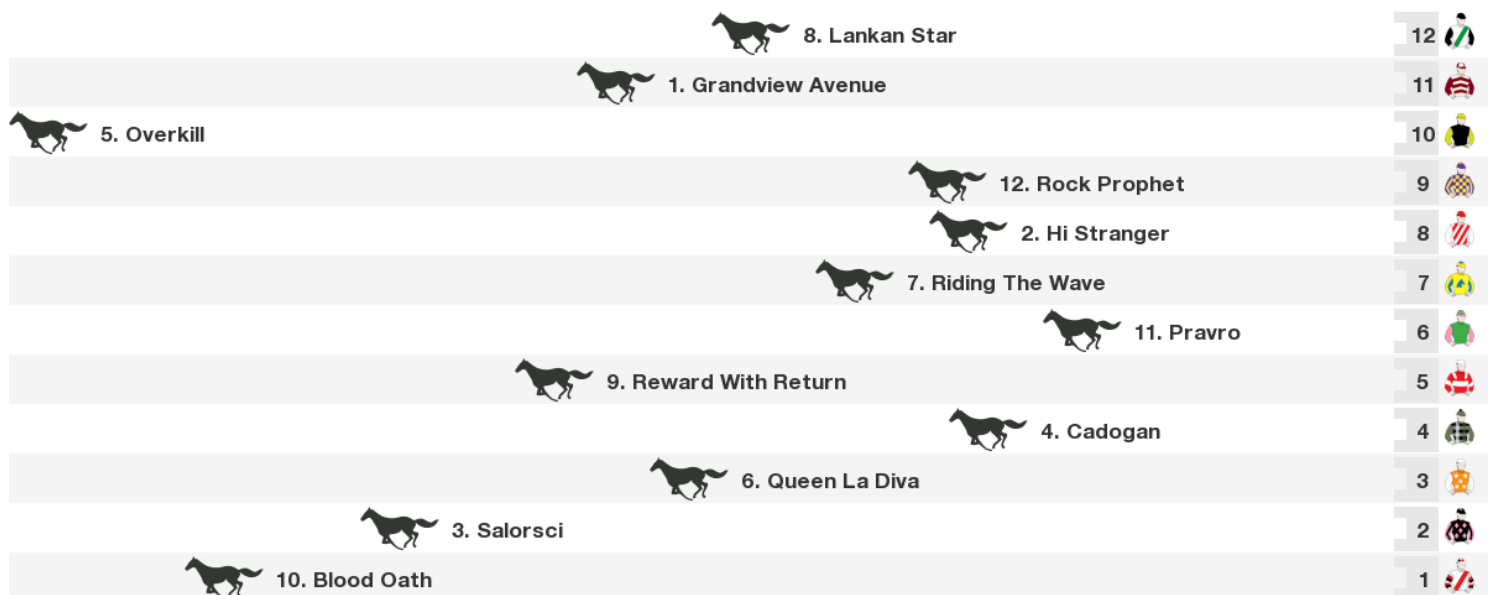 8. Lankan Star 12
1. Grandview Avenue 11
5. Overkill 10
12. Rock Prophet 9
2. Hi Stranger 8
7. Riding The Wave 7
11. Pravro 6
9. Reward With Return 5
4. Cadogan 4
6. Queen La Diva 3
3. Salorsci 2
10. Blood Oath 1